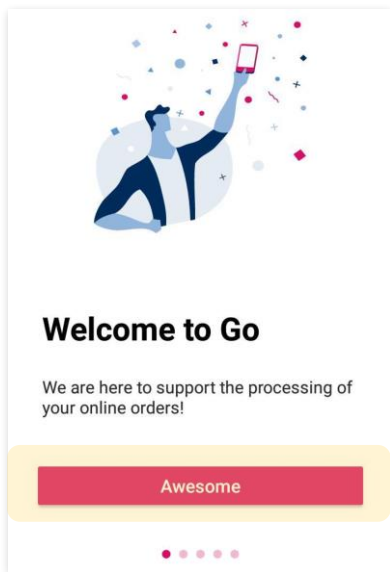 Welcome to Go
We are here to support the processing of
your online orders!
Awesome